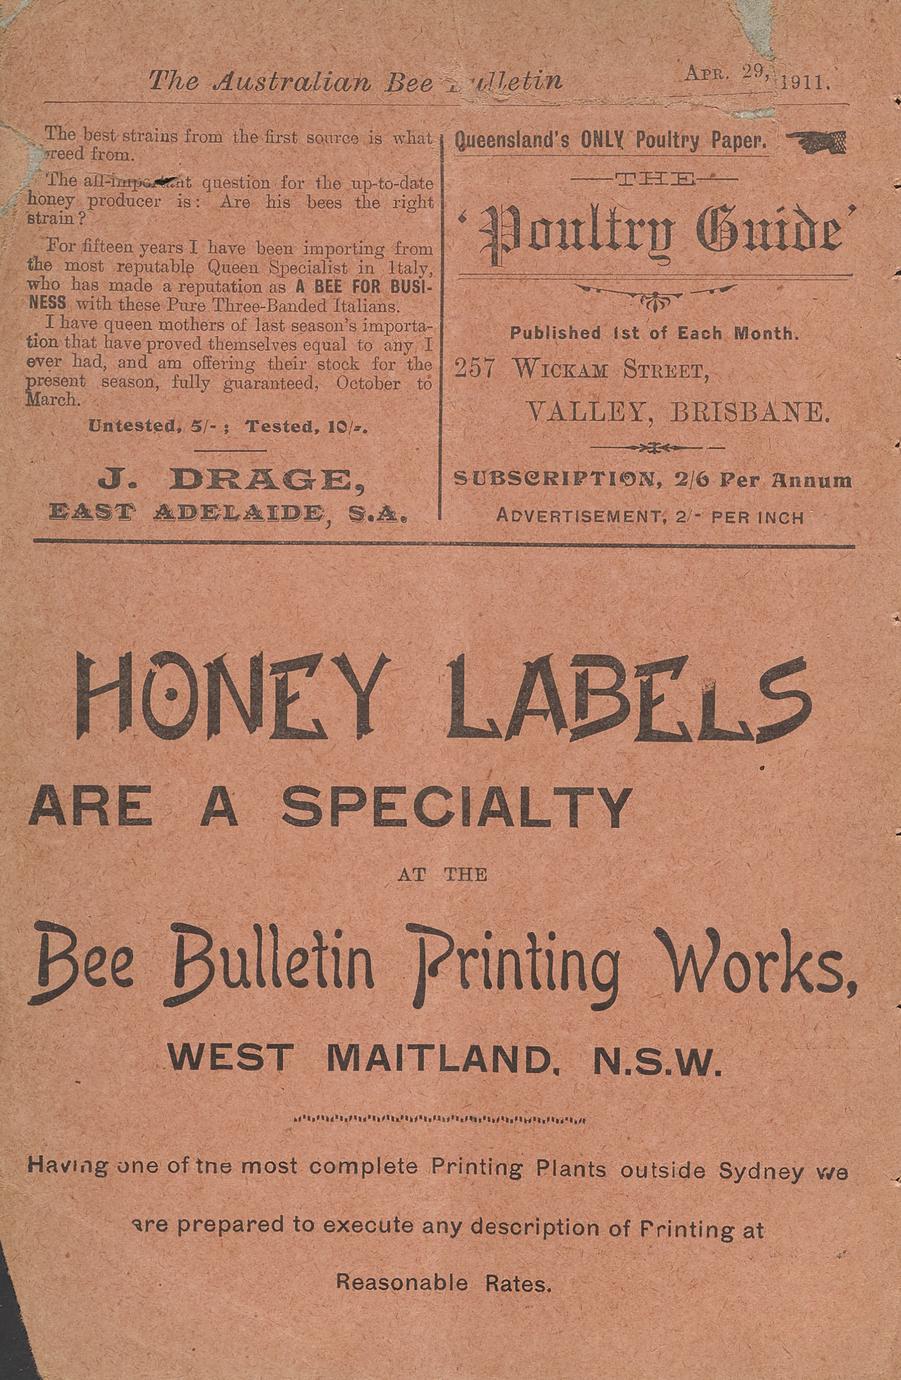 The Australian Bee Bulletin Apr. 29, 1911.
The best strains from the first source is what
breed from.
The all-important question for the up-to-date
honey producer is: Are his bees the right
strain?
For fifteen years I have been importing from
the most reputable Queen Specialist in Italy,
who has made a reputation as A BEE FOR BUSI-
NESS with these Pure Three-Banded Italians.
I have queen mothers of last season's importa-
tion that have proved themselves equal to any I
ever had, and am offering their stock for the
present season, fully guaranteed, October to
March.
Untested, 5/- ; Tested, 10/-.
J. DRAGE,
EAST ADELAIDE, S.A.
Queensland's ONLY Poultry Paper.
THE
'Poultry Guide'
Published 1st of Each Month.
257 Wickam Street,
VALLEY, BRISBANE.
SUBSCRIPTION, 2/6 Per Annum
ADVERTISEMENT, 2/- PER INCH
HONEY LABELS
ARE A SPECIALTY
AT THE
Bee Bulletin Printing Works,
WEST MAITLAND, N.S.W.
Having one of the most complete Printing Plants outside Sydney we
are prepared to execute any description of Printing at
Reasonable Rates.